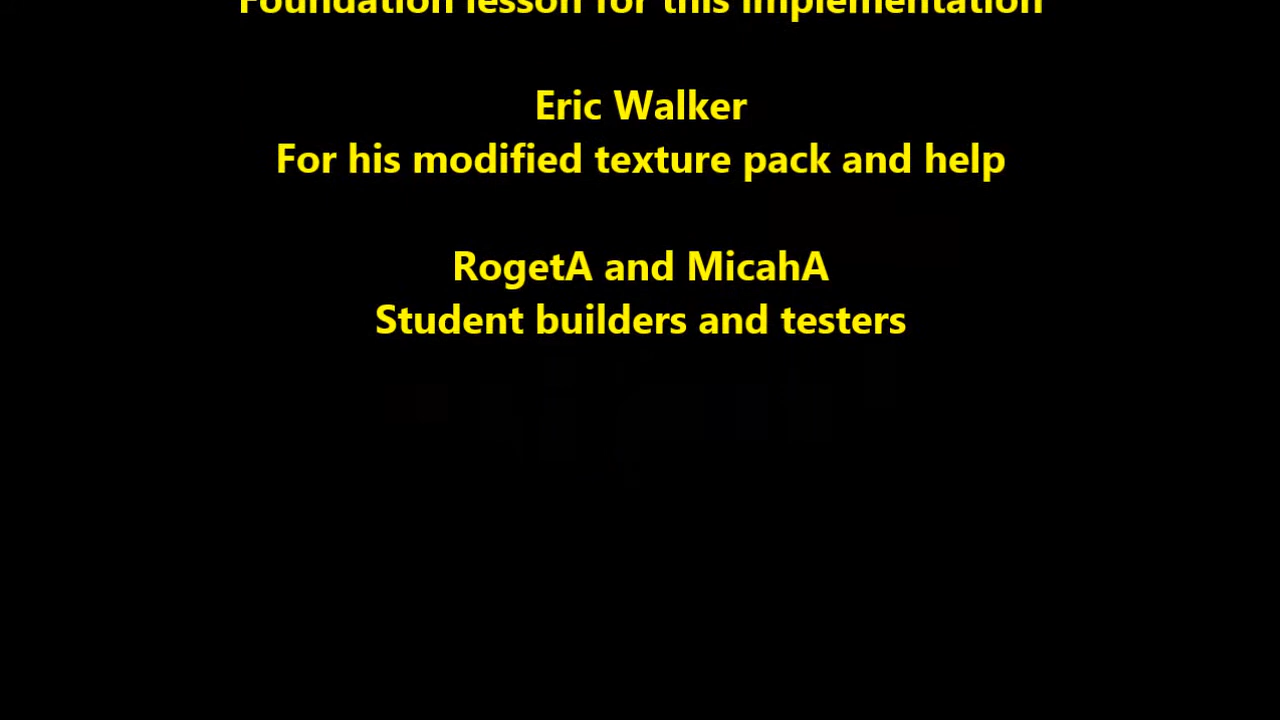 Foundation lesson for this implementation
Eric Walker
For his modified texture pack and help
RogetA and MicahA
Student builders and testers